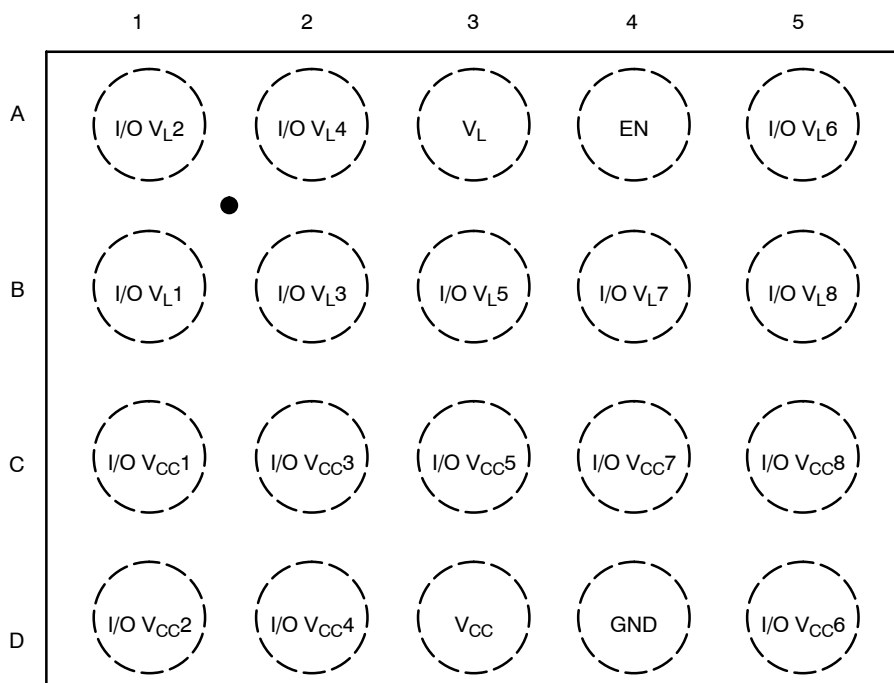 1 2 3 4 5
A I/O VL2 I/O VL4 VL EN I/O VL6
B I/O VL1 I/O VL3 I/O VL5 I/O VL7 I/O VL8
C I/O VCC1 I/O VCC3 I/O VCC5 I/O VCC7 I/O VCC8
D I/O VCC2 I/O VCC4 VCC GND I/O VCC6